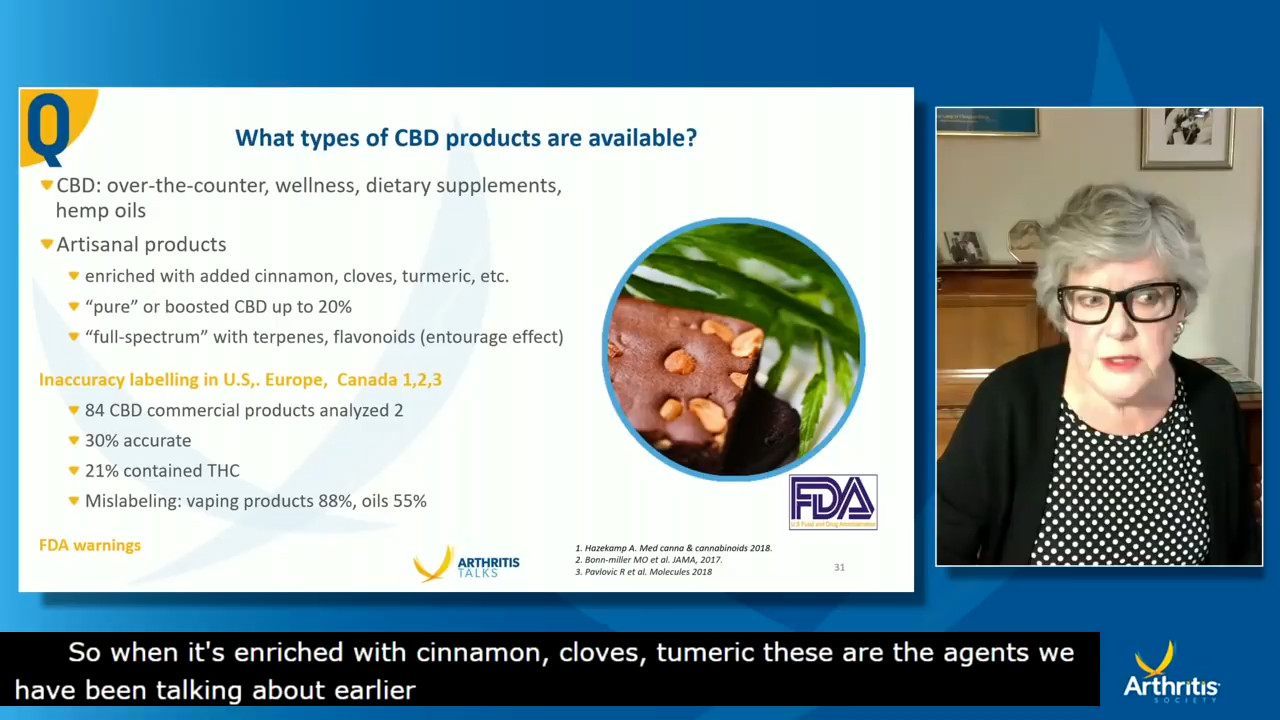 Q
What types of CBD products are available?
CBD: over-the-counter, wellness, dietary supplements,
hemp oils
Artisanal products
enriched with added cinnamon, cloves, turmeric, etc.
“pure” or boosted CBD up to 20%
“full-spectrum” with terpenes, flavonoids (entourage effect)
Inaccuracy labelling in U.S,. Europe, Canada 1,2,3
84 CBD commercial products analyzed 2
30% accurate
21% contained THC
Mislabeling: vaping products 88%, oils 55%
FDA warnings
FDA
U.S Food and Drug Administration
ARTHRITIS
TALKS
1. Hazekamp A. Med canna & cannabinoids 2018.
2. Bonn-miller MO et al. JAMA, 2017.
3. Pavlovic R et al. Molecules 2018
31
So when it's enriched with cinnamon, cloves, tumeric these are the agents we
have been talking about earlier
Arthritis
SOCIETY